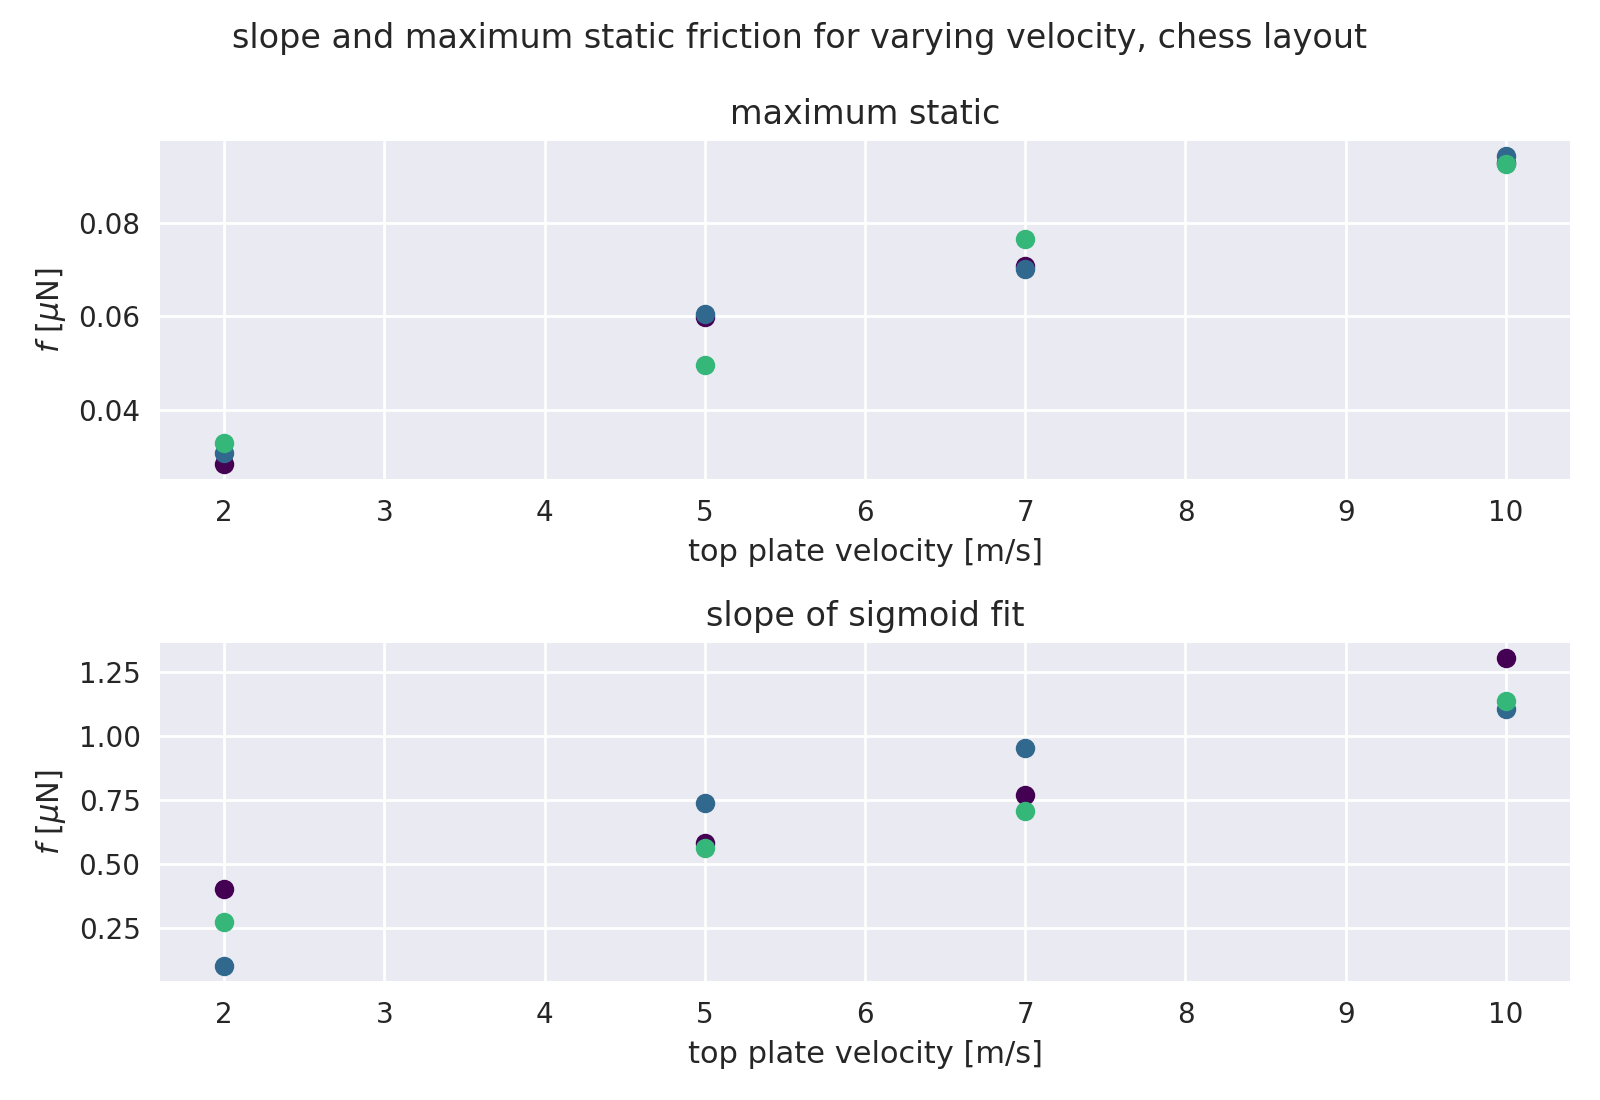 slope and maximum static friction for varying velocity, chess layout
maximum static
0.08
0.06
0.04
f [μN]
2 3 4 5 6 7 8 9 10
top plate velocity [m/s]
slope of sigmoid fit
1.25
1.00
0.75
0.50
0.25
f [μN]
2 3 4 5 6 7 8 9 10
top plate velocity [m/s]